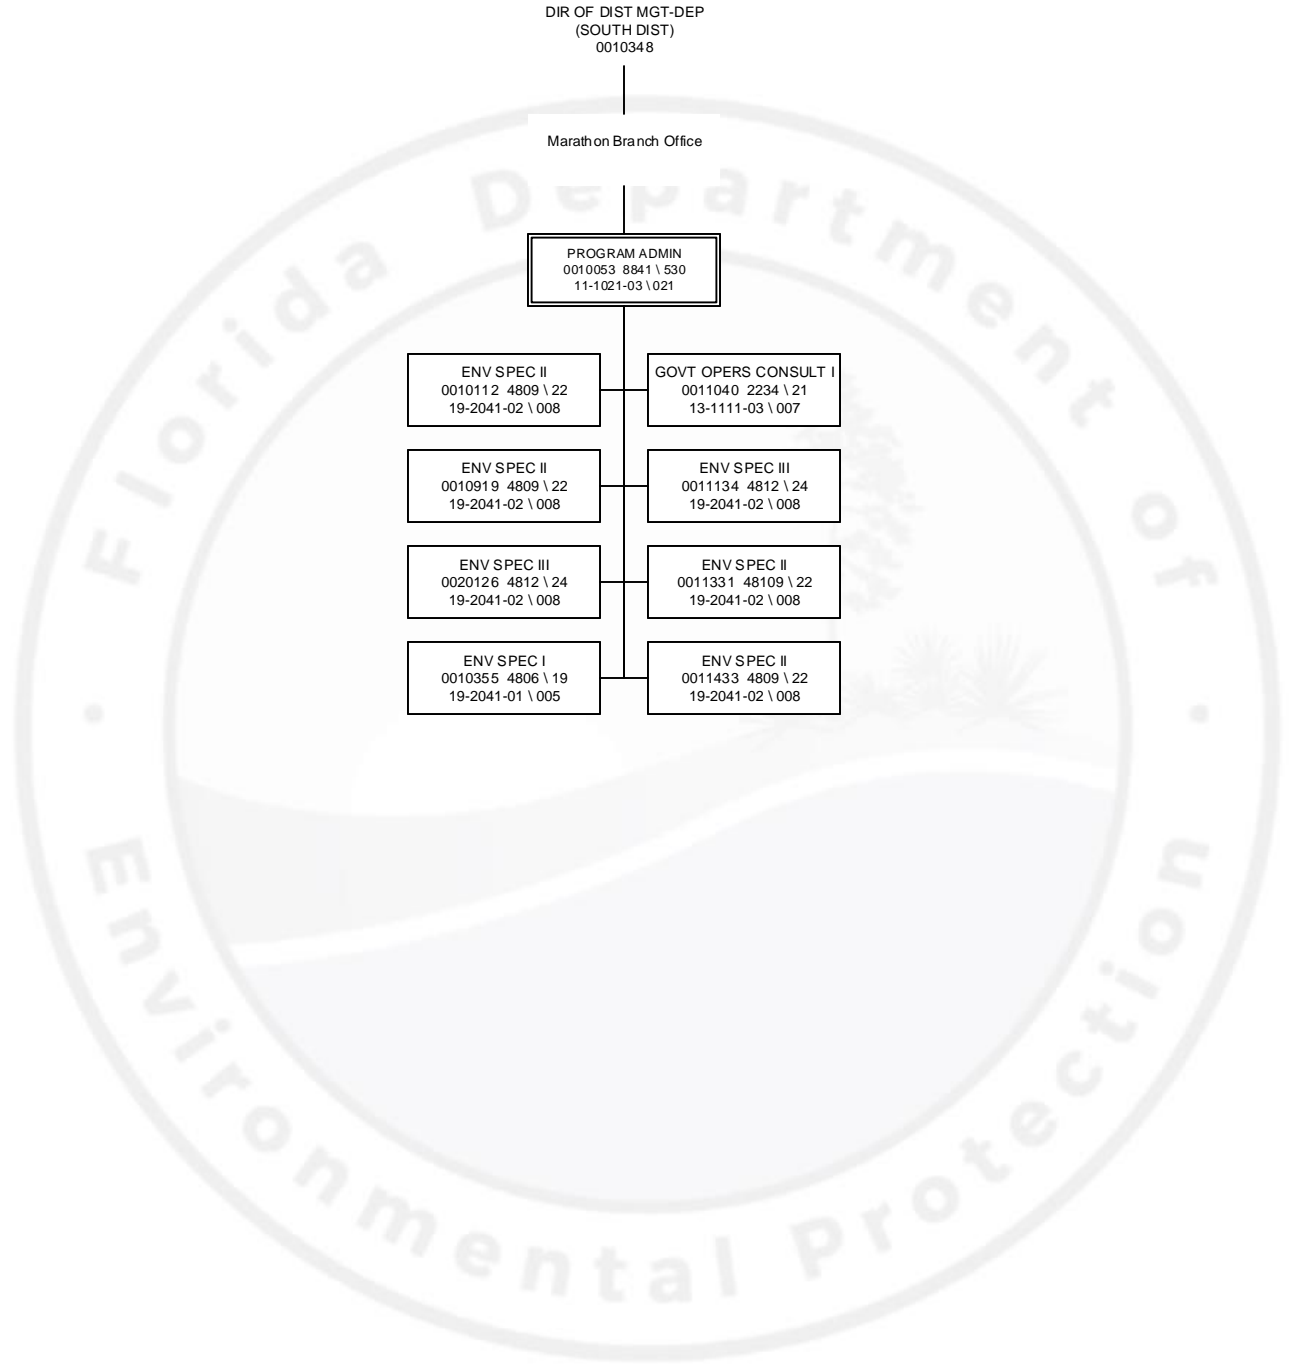 DIR OF DIST MGT-DEP
(SOUTH DIST)
0010348
Marathon Branch Office
PROGRAM ADMIN
0010053 8841 \ 530
11-1021-03 \ 021
ENV SPEC II
0010112 4809 \ 22
19-2041-02 \ 008
GOVT OPERS CONSULT I
0011040 2234 \ 21
13-1111-03 \ 007
ENV SPEC II
0010919 4809 \ 22
19-2041-02 \ 008
ENV SPEC III
0011134 4812 \ 24
19-2041-02 \ 008
ENV SPEC III
0020126 4812 \ 24
19-2041-02 \ 008
ENV SPEC II
0011331 48109 \ 22
19-2041-02 \ 008
ENV SPEC I
0010355 4806 \ 19
19-2041-01 \ 005
ENV SPEC II
0011433 4809 \ 22
19-2041-02 \ 008
Florida Department of
Environmental Protection